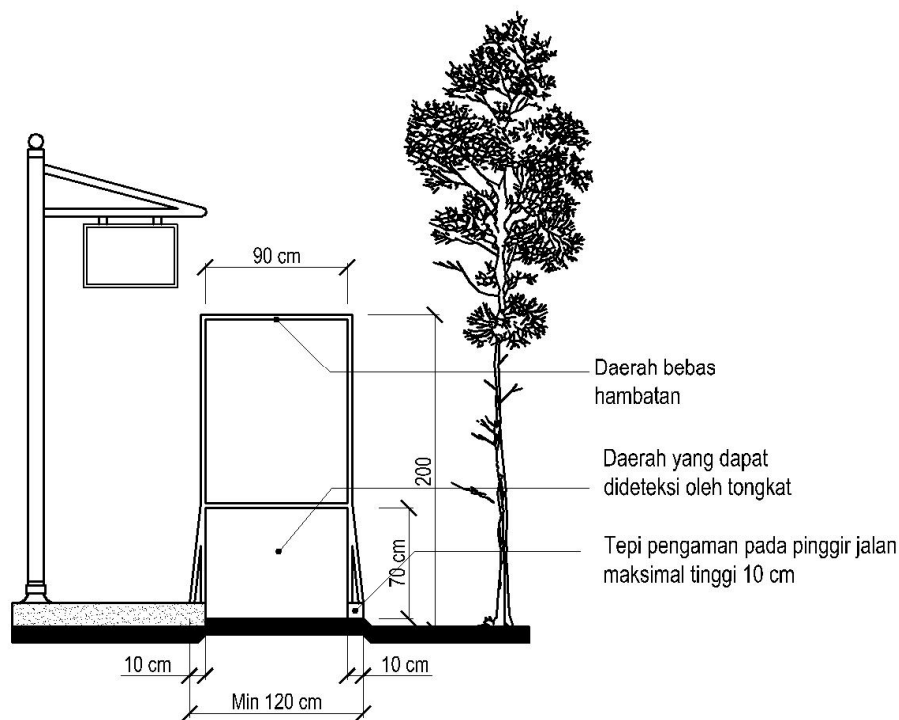 90 cm
Daerah bebas
hambatan
200
Daerah yang dapat
dideteksi oleh tongkat
70 cm
Tepi pengaman pada pinggir jalan
maksimal tinggi 10 cm
10 cm
10 cm
Min 120 cm